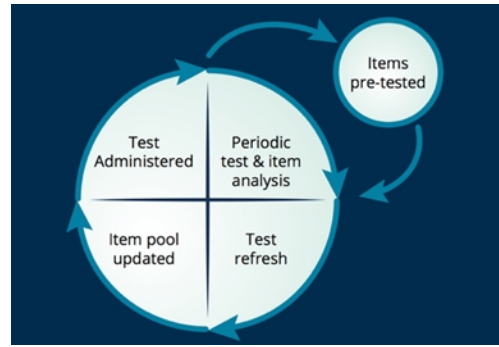 Items
pre-tested
Test
Administered
Periodic
test & item
analysis
Item pool
updated
Test
refresh